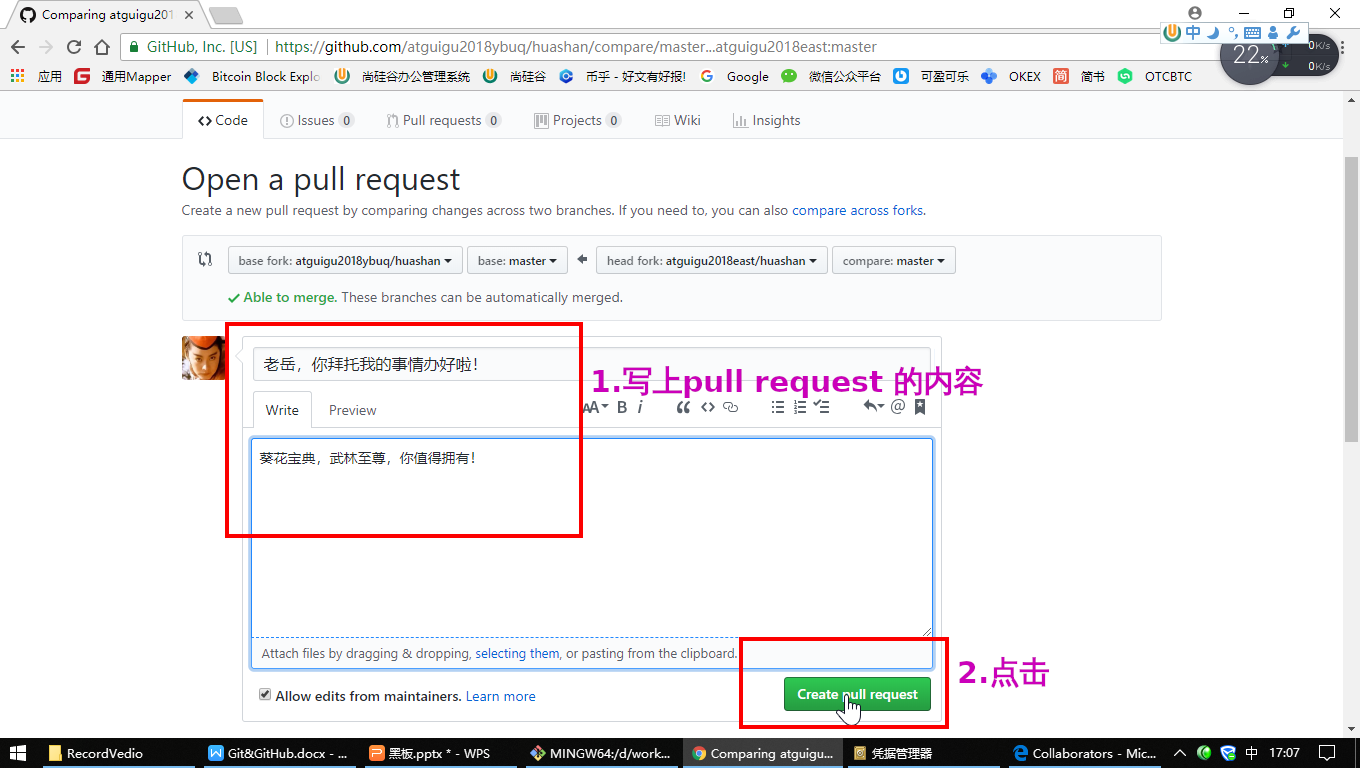 Comparing atguigu201
GitHub, Inc. [US]
https://github.com/atguigu2018ybuq/huashan/compare/master...atguigu2018east:master
中
22%
0K/s
0K/s
应用
通用Mapper
Bitcoin Block Explo
尚硅谷办公管理系统
尚硅谷
币乎 - 好文有好报!
Google
微信公众平台
可盈可乐
OKEX
简书
OTCBTC
Code
Issues 0
Pull requests 0
Projects 0
Wiki
Insights
Open a pull request
Create a new pull request by comparing changes across two branches. If you need to, you can also compare across forks.
base fork: atguigu2018ybuq/huashan
base: master
head fork: atguigu2018east/huashan
compare: master
Able to merge. These branches can be automatically merged.
老岳，你拜托我的事情办好啦！
1.写上pull request 的内容
Write
Preview
AA
B
i
葵花宝典，武林至尊，你值得拥有！
Attach files by dragging & dropping, selecting them, or pasting from the clipboard.
2.点击
Allow edits from maintainers. Learn more
Create pull request
RecordVedio
Git&GitHub.docx - ...
黑板.pptx * - WPS
MINGW64:/d/work...
Comparing atguigu...
凭据管理器
Collaborators - Mic...
中
17:07